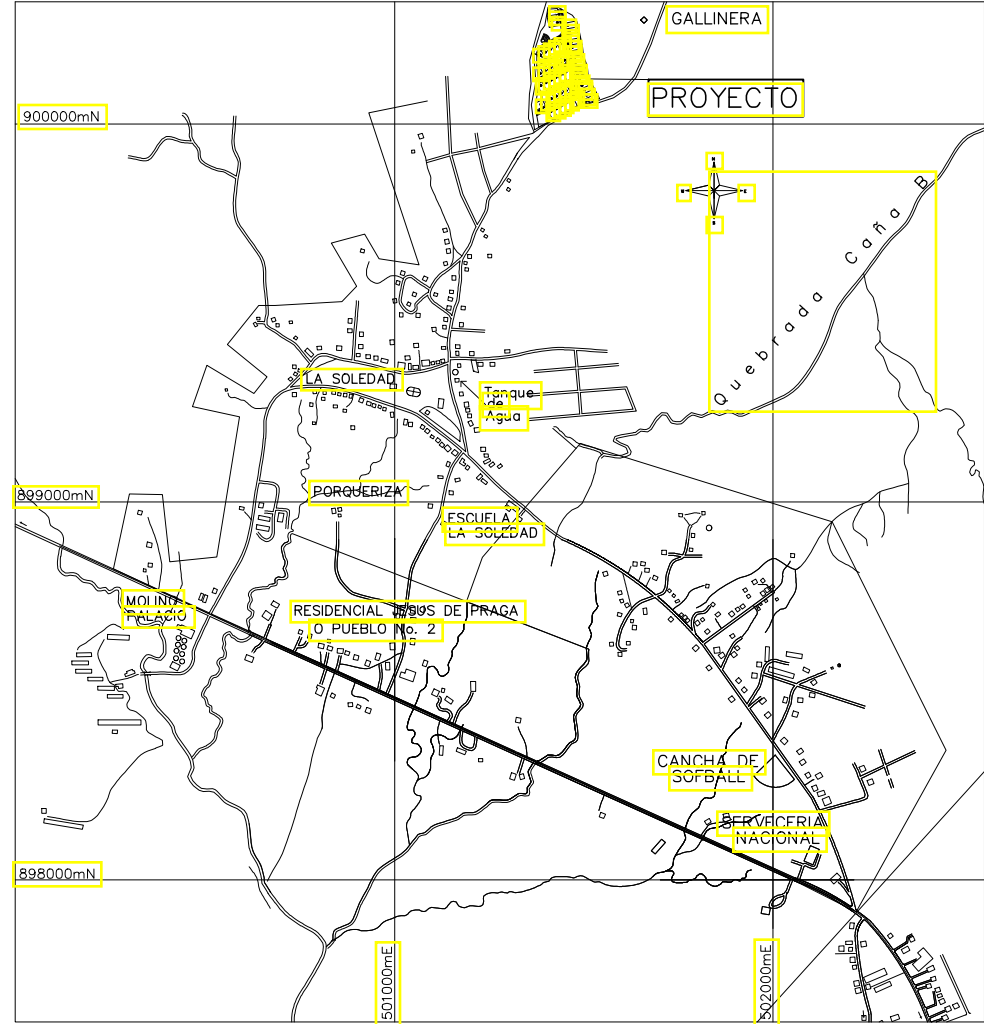 GALLINERA
PROYECTO
900000mN
N
E
Quebrada Caña B
LA SOLEDAD
Tanque
de
Agua
PORQUERIZA
899000mN
ESCUELA
LA SOLEDAD
MOLINO
PALACIO
RESIDENCIAL JESUS DE PRAGA
O PUEBLO No. 2
CANCHA DE
SOFBALL
CERVECERIA
NACIONAL
898000mN
501000mE
502000mE